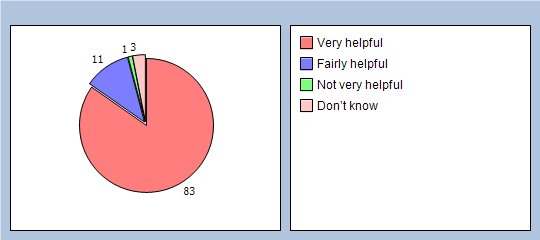 11
1
3
83
Very helpful
Fairly helpful
Not very helpful
Don't know